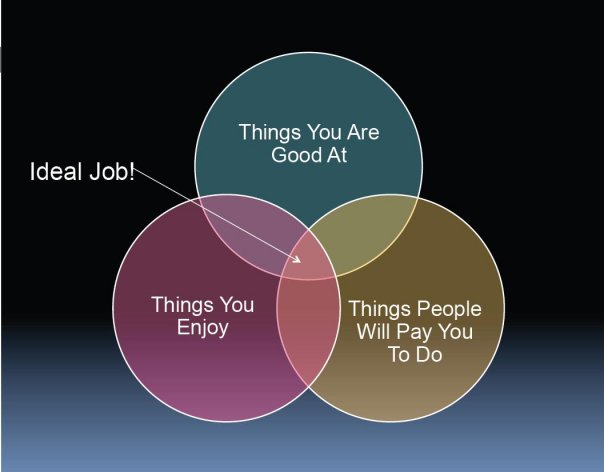 Things You Are
Good At
Ideal Job!
Things You
Enjoy
Things People
Will Pay You
To Do